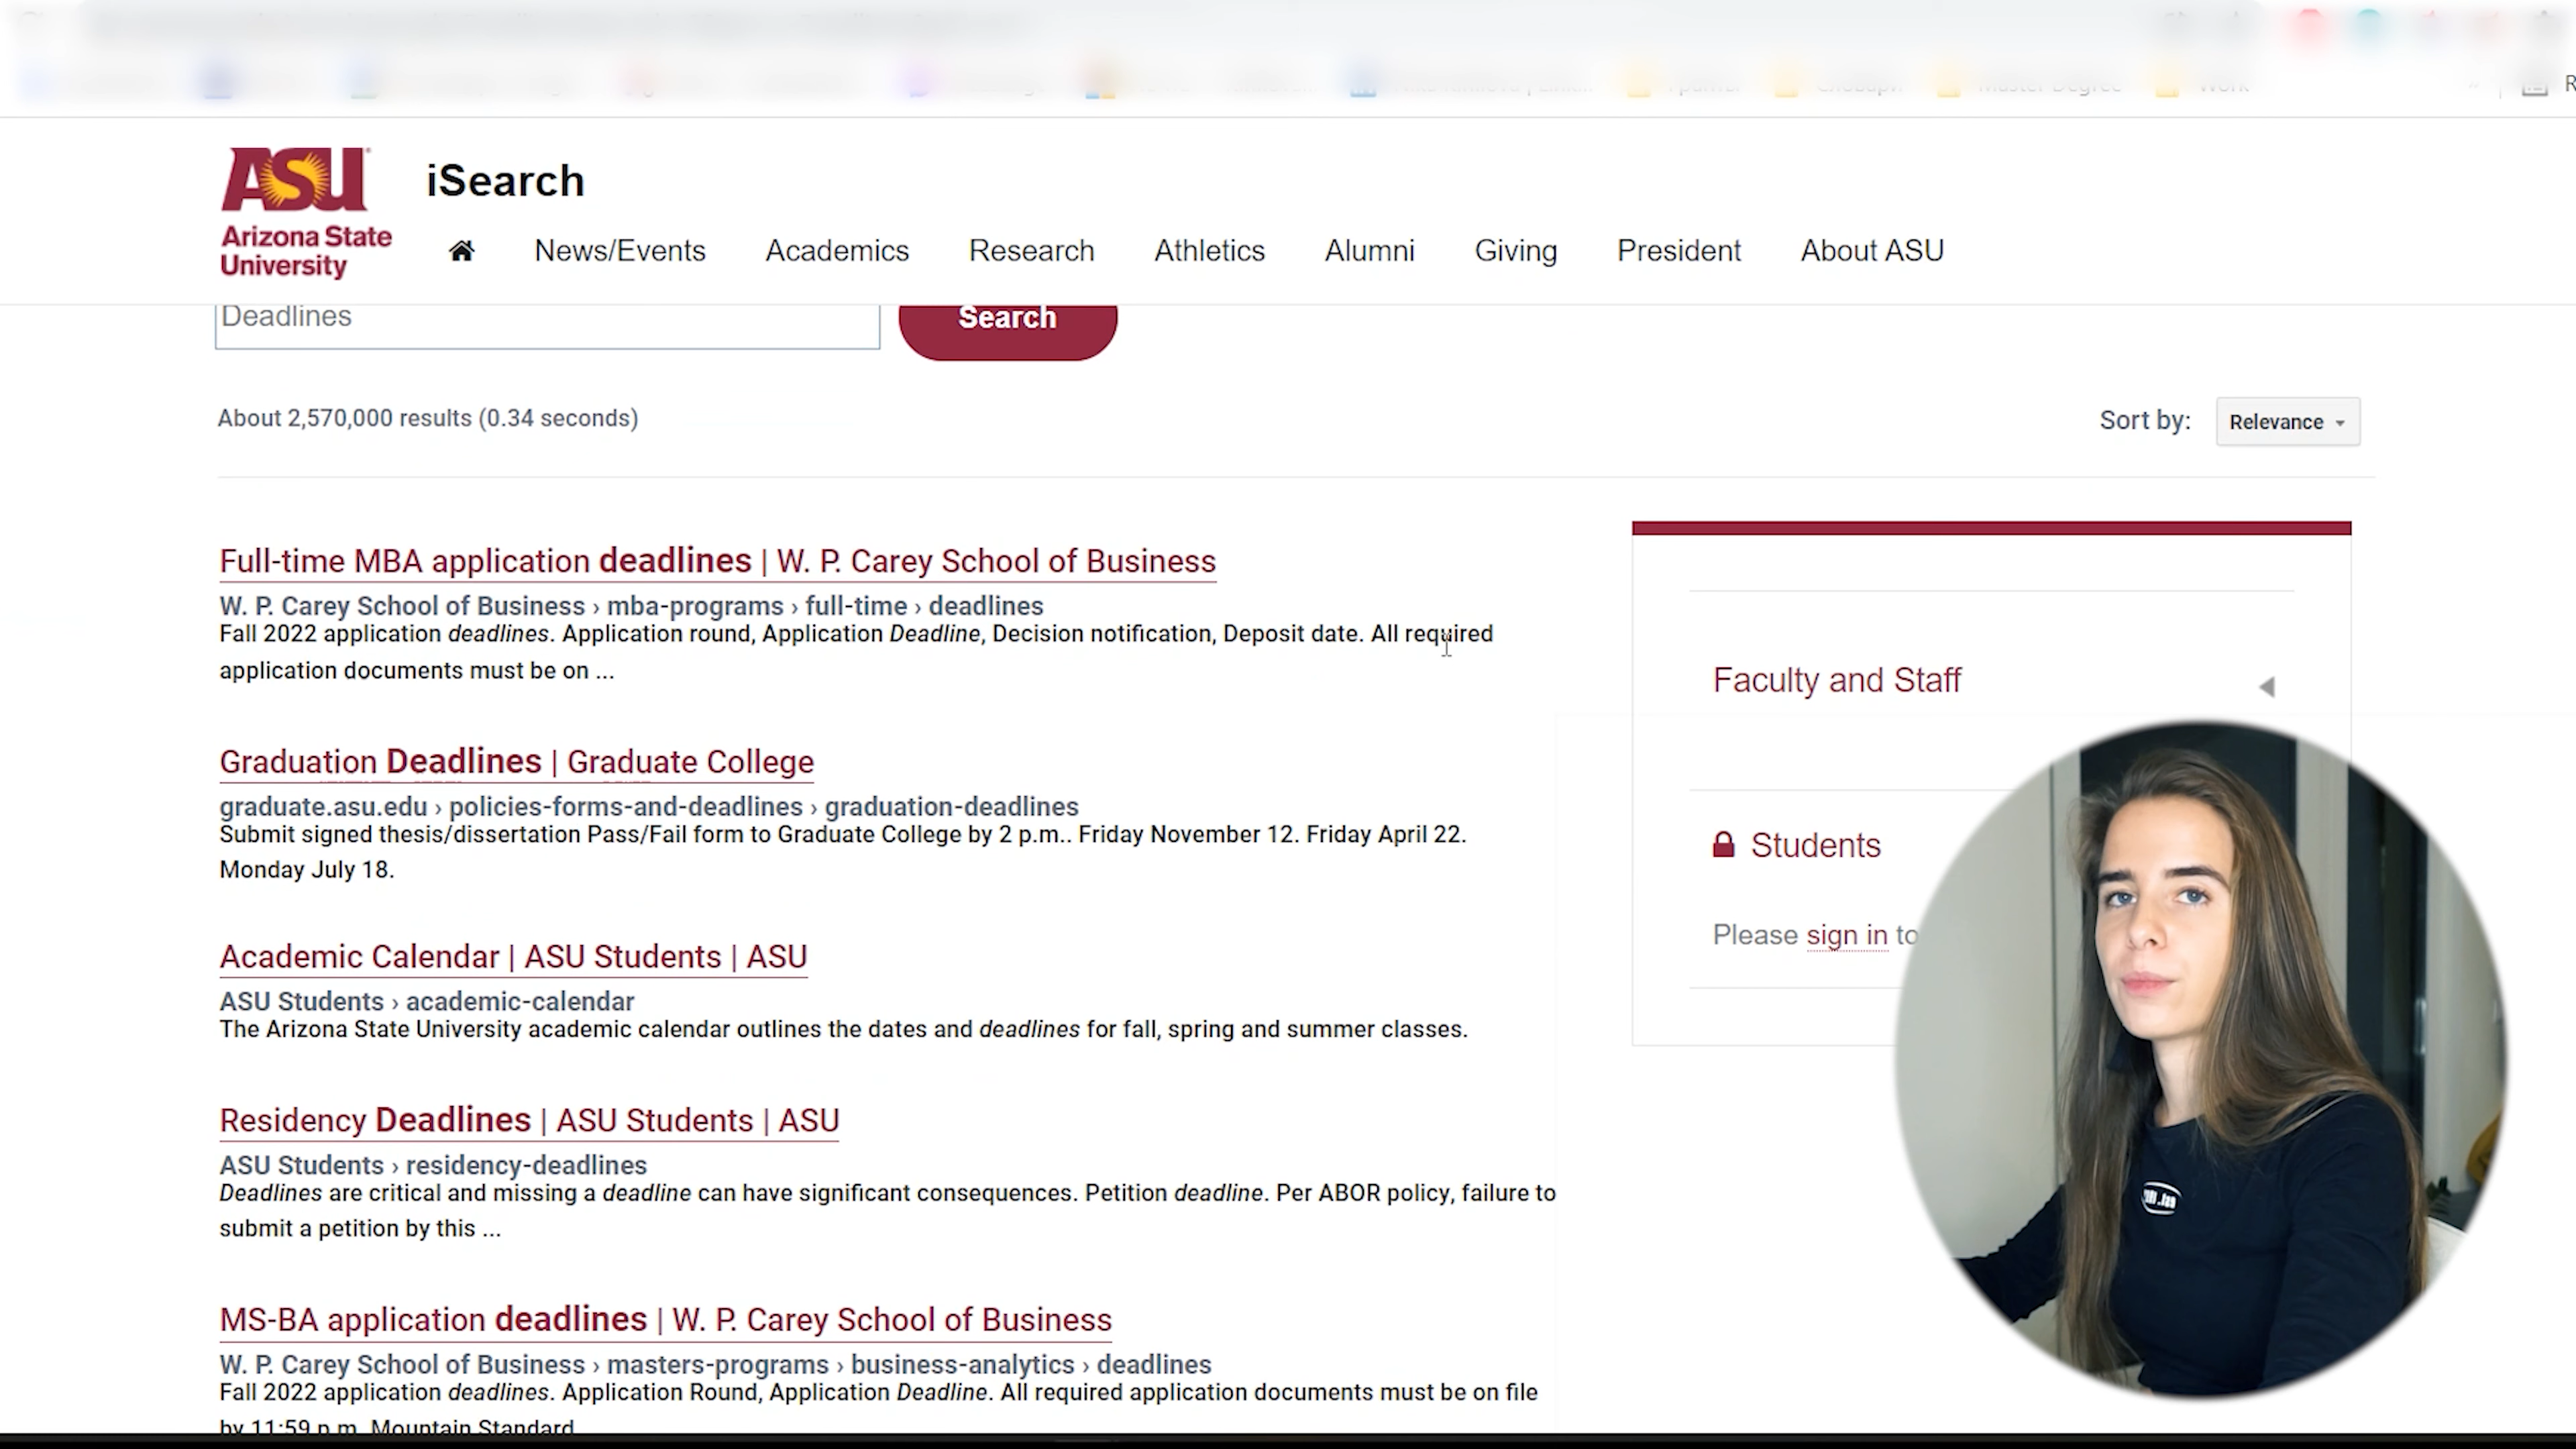 Master Degree
Work
R
ASU
Arizona State
University
iSearch
News/Events Academics Research Athletics Alumni Giving President About ASU
Deadlines Search
About 2,570,000 results (0.34 seconds)
Sort by: Relevance
Full-time MBA application deadlines | W. P. Carey School of Business
W. P. Carey School of Business › mba-programs › full-time › deadlines
Fall 2022 application deadlines. Application round, Application Deadline, Decision notification, Deposit date. All required
application documents must be on ...
Graduation Deadlines | Graduate College
graduate.asu.edu › policies-forms-and-deadlines › graduation-deadlines
Submit signed thesis/dissertation Pass/Fail form to Graduate College by 2 p.m.. Friday November 12. Friday April 22.
Monday July 18.
Academic Calendar | ASU Students | ASU
ASU Students › academic-calendar
The Arizona State University academic calendar outlines the dates and deadlines for fall, spring and summer classes.
Residency Deadlines | ASU Students | ASU
ASU Students › residency-deadlines
Deadlines are critical and missing a deadline can have significant consequences. Petition deadline. Per ABOR policy, failure to
submit a petition by this ...
MS-BA application deadlines | W. P. Carey School of Business
W. P. Carey School of Business › masters-programs › business-analytics › deadlines
Fall 2022 application deadlines. Application Round, Application Deadline. All required application documents must be on file
by 11:59 p.m. Mountain Standard
Faculty and Staff
Students
Please sign in to